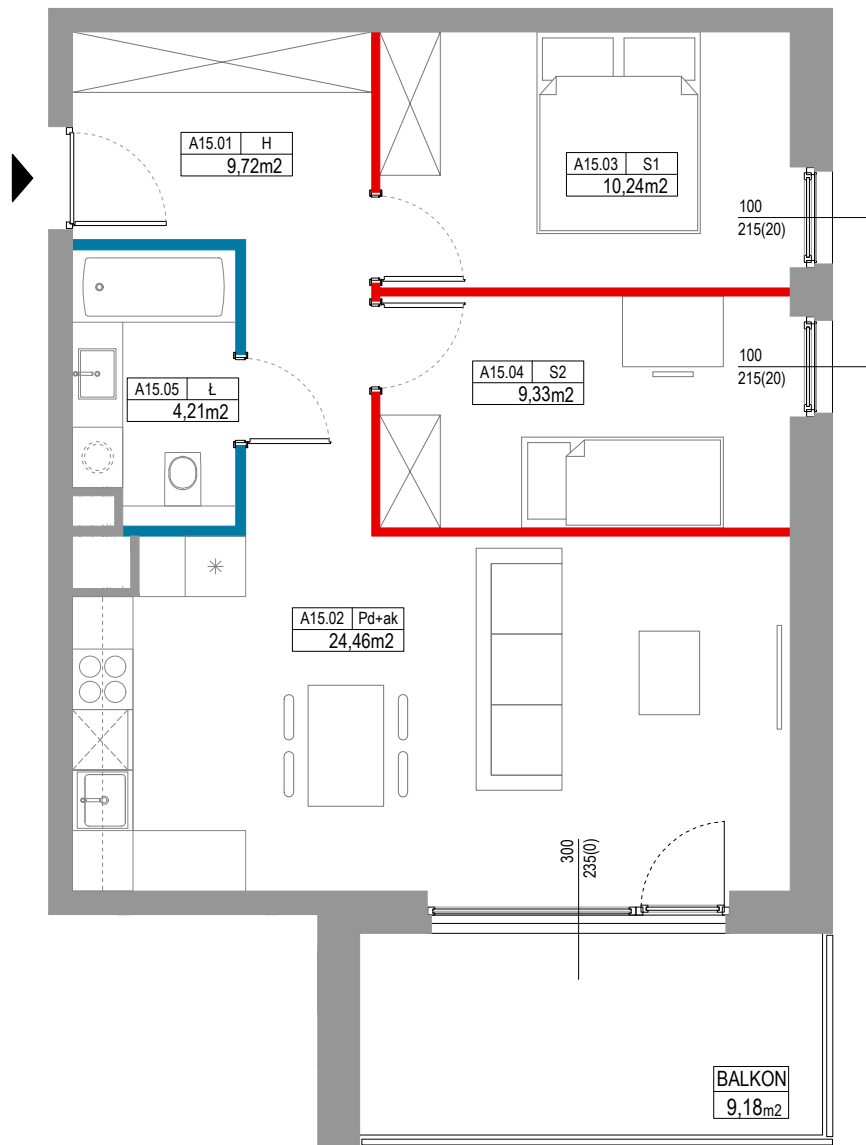 A15.01 H
9,72m2
A15.03 S1
10,24m2
100
215(20)
A15.04 S2
9,33m2
100
215(20)
A15.05 Ł
4,21m2
A15.02 Pd+ak
24,46m2
300
235(0)
BALKON
9,18m2